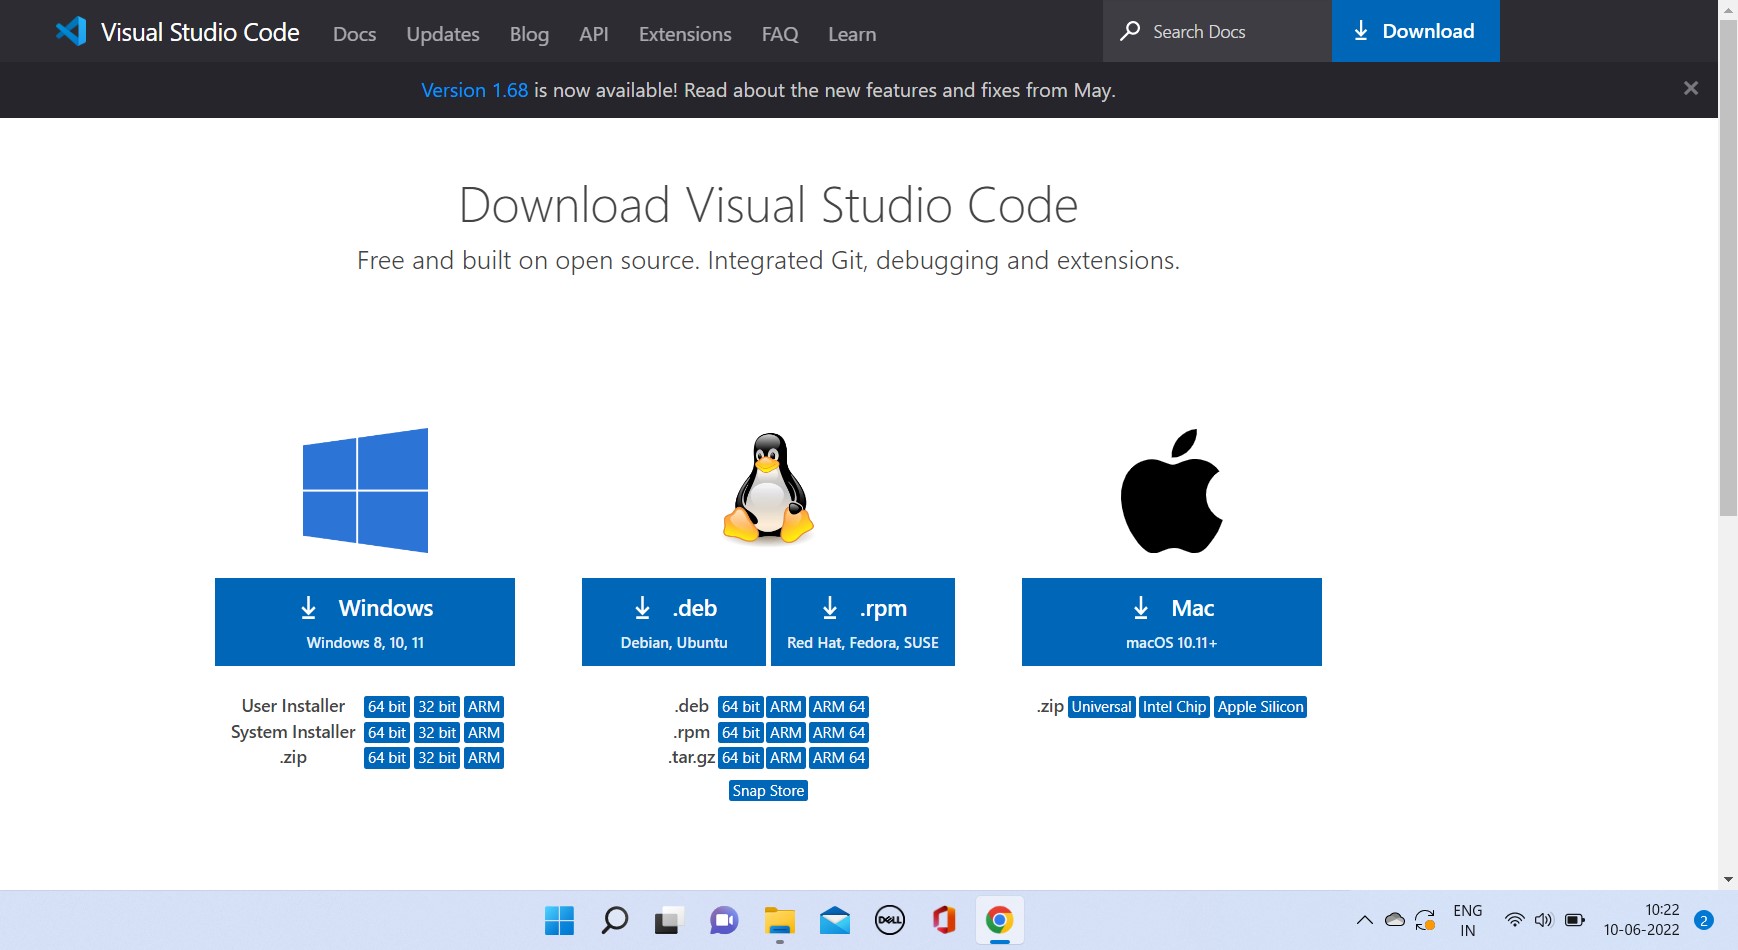 Visual Studio Code Docs Updates Blog API Extensions FAQ Learn Search Docs Download
Version 1.68 is now available! Read about the new features and fixes from May.
Download Visual Studio Code
Free and built on open source. Integrated Git, debugging and extensions.
Windows
Windows 8, 10, 11
User Installer 64 bit 32 bit ARM
System Installer 64 bit 32 bit ARM
.zip 64 bit 32 bit ARM
.deb
Debian, Ubuntu
.rpm
Red Hat, Fedora, SUSE
.deb 64 bit ARM ARM 64
.rpm 64 bit ARM ARM 64
.tar.gz 64 bit ARM ARM 64
Snap Store
Mac
macOS 10.11+
.zip Universal Intel Chip Apple Silicon
DELL
ENG
IN
10:22
10-06-2022
2